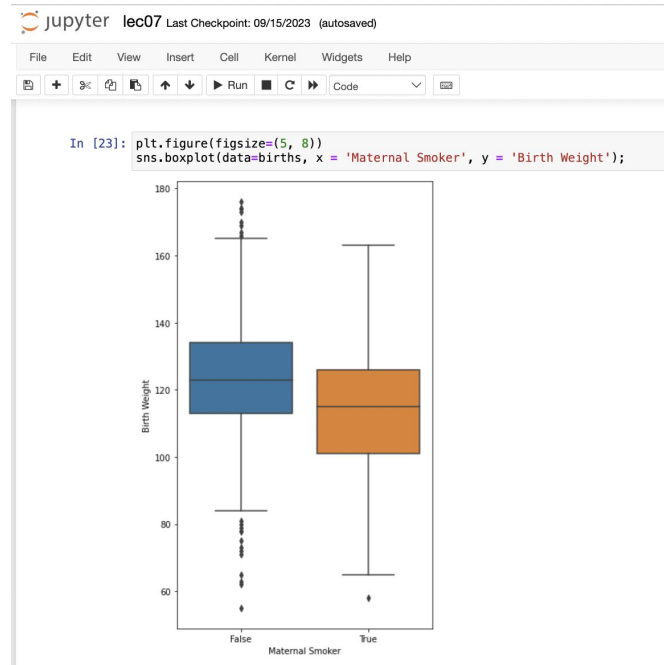 jupyter lec07 Last Checkpoint: 09/15/2023 (autosaved)
File Edit View Insert Cell Kernel Widgets Help
Run Code
In [23]: plt.figure(figsize=(5, 8))
sns.boxplot(data=births, x = 'Maternal Smoker', y = 'Birth Weight');
180
160
140
120
100
80
60
Birth Weight
False True
Maternal Smoker